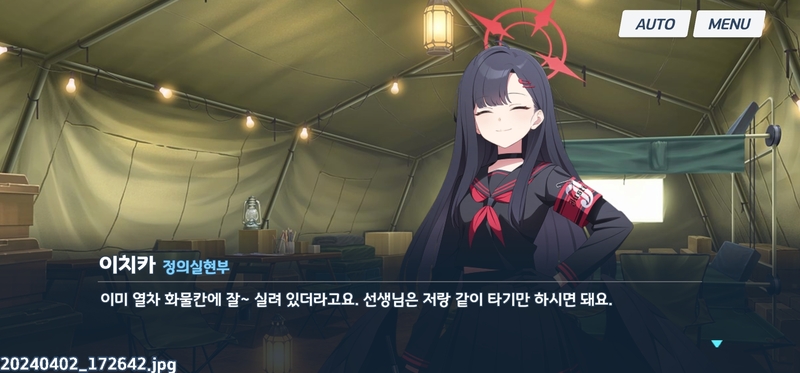 AUTO
MENU
이치카 정의실현부
이미 열차 화물칸에 잘~ 실려 있더라고요. 선생님은 저랑 같이 타기만 하시면 돼요.
20240402_172642.jpg